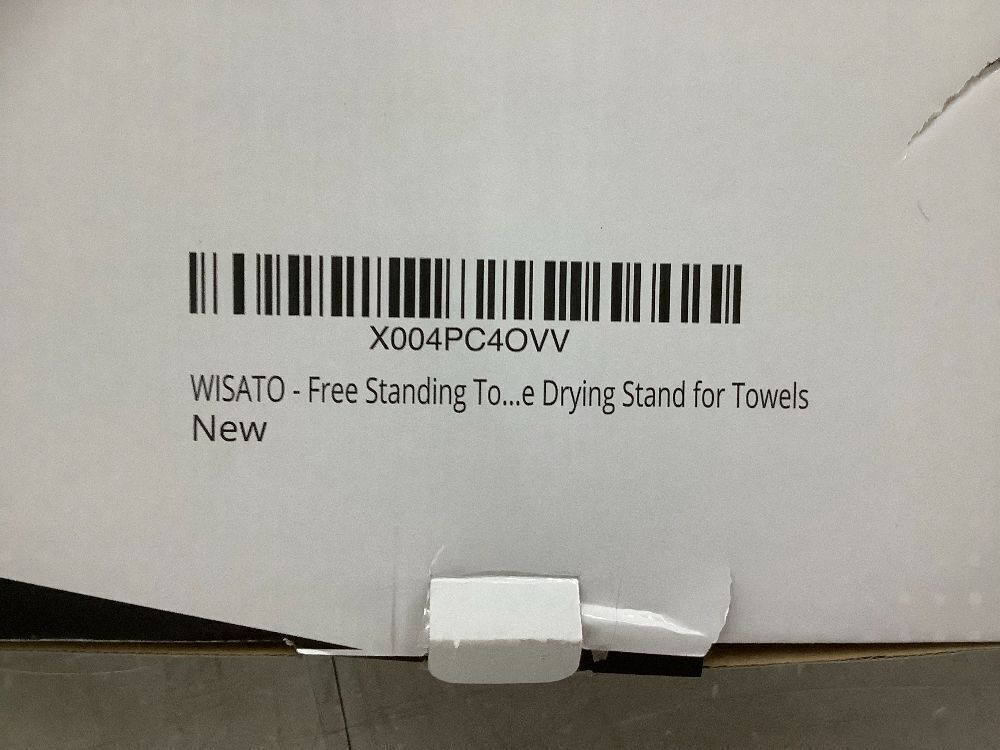 X004PC4OVV
WISATO - Free Standing To...e Drying Stand for Towels
New